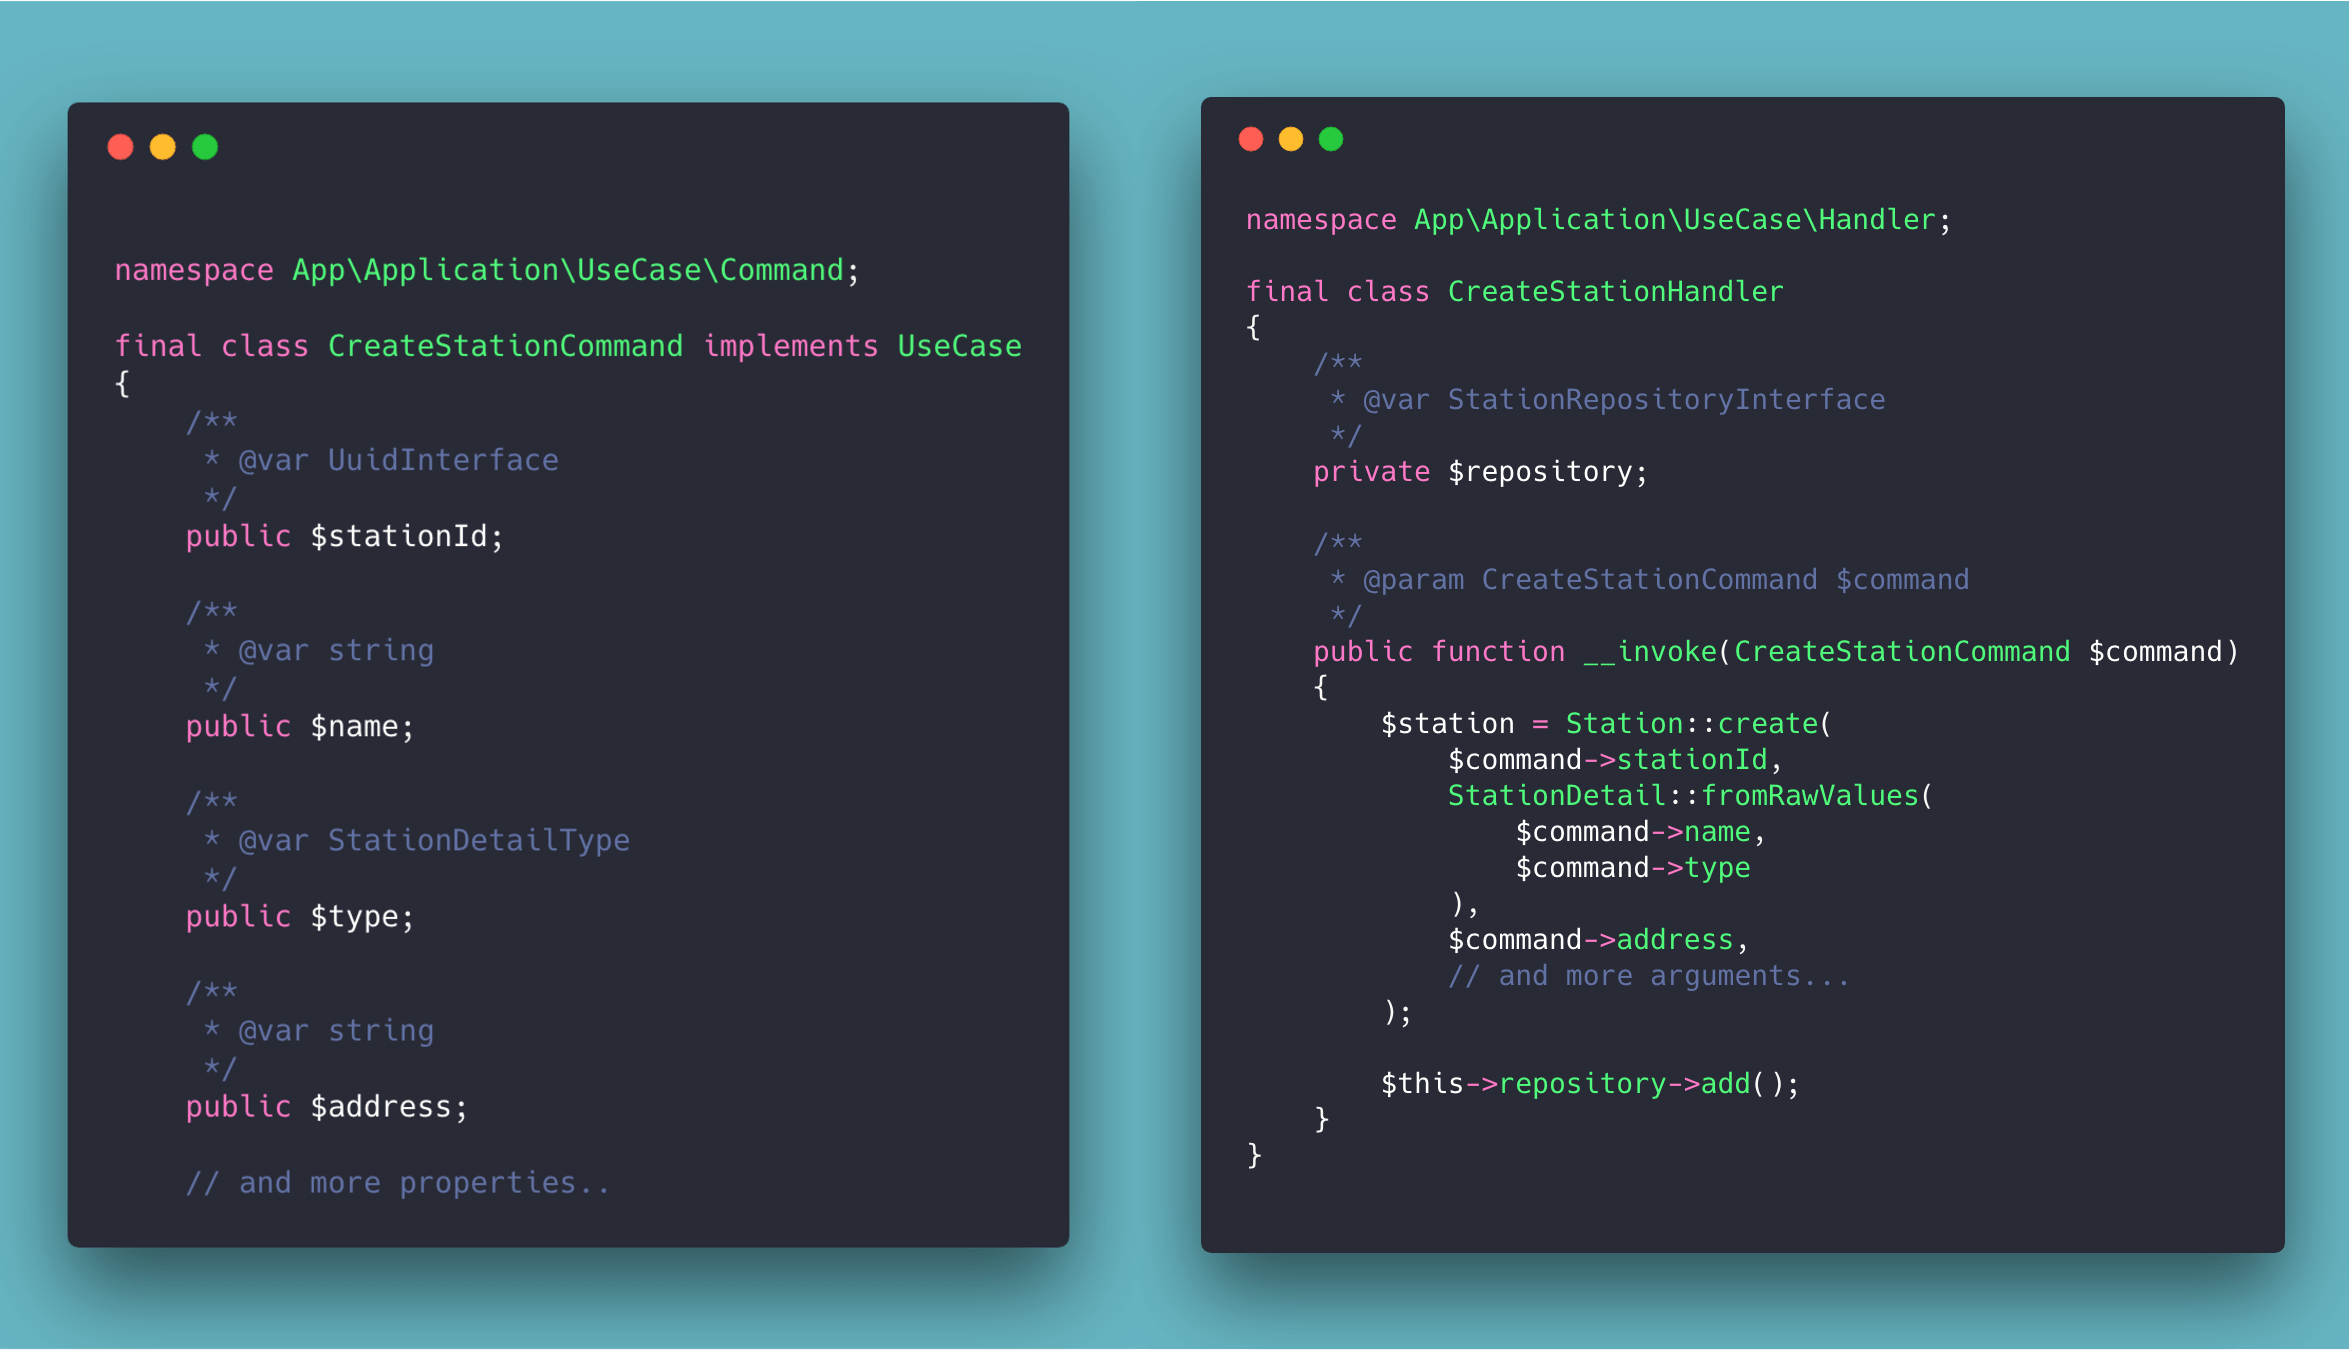 namespace App\Application\UseCase\Command;
final class CreateStationCommand implements UseCase
{
/**
* @var UuidInterface
*/
public $stationId;
/**
* @var string
*/
public $name;
/**
* @var StationDetailType
*/
public $type;
/**
* @var string
*/
public $address;
// and more properties..
namespace App\Application\UseCase\Handler;
final class CreateStationHandler
{
/**
* @var StationRepositoryInterface
*/
private $repository;
/**
* @param CreateStationCommand $command
*/
public function __invoke(CreateStationCommand $command)
{
$station = Station::create(
$command->stationId,
StationDetail::fromRawValues(
$command->name,
$command->type
),
$command->address,
// and more arguments...
);
$this->repository->add();
}
}